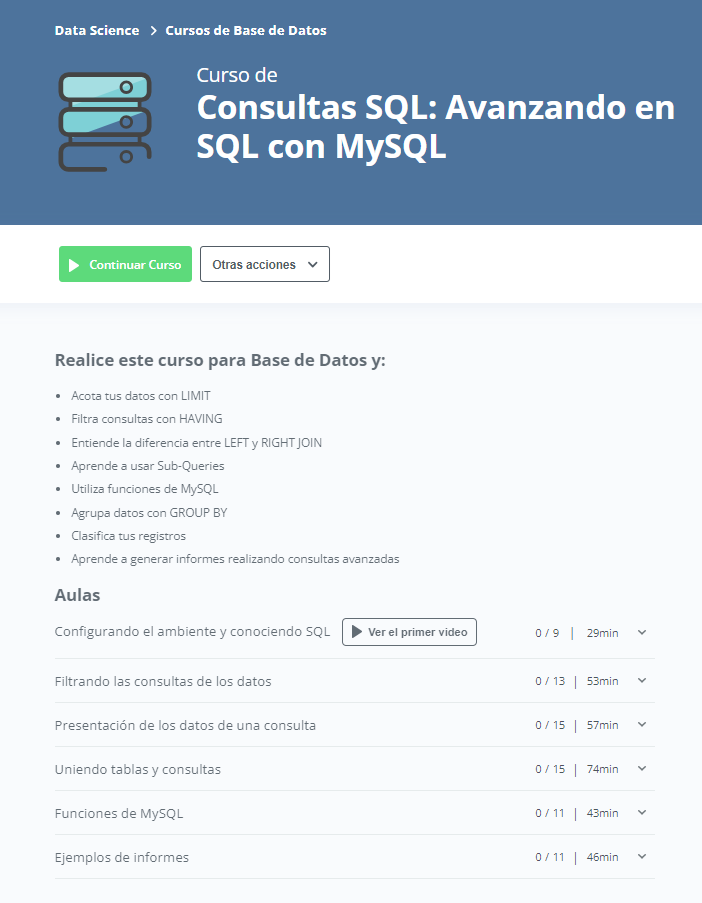 Data Science > Cursos de Base de Datos
Curso de
Consultas SQL: Avanzando en
SQL con MySQL
Continuar Curso
Otras acciones
Realice este curso para Base de Datos y:
• Acota tus datos con LIMIT
• Filtra consultas con HAVING
• Entiende la diferencia entre LEFT y RIGHT JOIN
• Aprende a usar Sub-Queries
• Utiliza funciones de MySQL
• Agrupa datos con GROUP BY
• Clasifica tus registros
• Aprende a generar informes realizando consultas avanzadas
Aulas
Configurando el ambiente y conociendo SQL Ver el primer video 0 / 9 | 29min
Filtrando las consultas de los datos 0 / 13 | 53min
Presentación de los datos de una consulta 0 / 15 | 57min
Uniendo tablas y consultas 0 / 15 | 74min
Funciones de MySQL 0 / 11 | 43min
Ejemplos de informes 0 / 11 | 46min